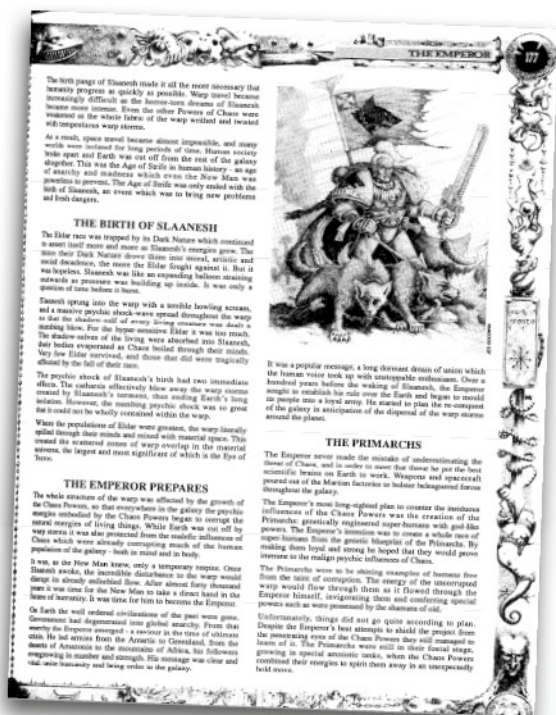 THE EMPEROR
177
The birth pangs of Slaanesh made it all the more necessary that
humanity progress as quickly as possible. Warp travel became
increasingly difficult as the horror-torn dreams of Slaanesh
became more intense. Even the other Powers of Chaos were
weakened as the whole fabric of the warp writhed and twisted
with tempestuous warp storms.
As a result, space travel became almost impossible, and many
worlds were isolated for long periods of time. Human society
broke apart and Earth was cut off from the rest of the galaxy
altogether. This was the Age of Strife in human history - an age
of anarchy and madness which even the New Man was
powerless to prevent. The Age of Strife was only ended with the
birth of Slaanesh, an event which was to bring new problems
and fresh dangers.
THE BIRTH OF SLAANESH
The Eldar race was trapped by its Dark Nature which continued
to assert itself more and more as Slaanesh's energies grew. The
more their Dark Nature drove them into moral, artistic and
social decadence, the more the Eldar fought against it. But it
was hopeless. Slaanesh was like an expanding balloon straining
outwards as pressure was building up inside. It was only a
question of time before it burst.
Slaanesh sprung into the warp with a terrible howling scream,
and a massive psychic shock-wave spread throughout the warp
so that the shadow-self of every living creature was dealt a
numbing blow. For the hyper-sensitive Eldar it was too much.
The shadow-selves of the living were absorbed into Slaanesh,
their bodies evaporated as Chaos boiled through their minds.
Very few Eldar survived, and those that did were tragically
affected by the fall of their race.
The psychic shock of Slaanesh's birth had two immediate
effects. The catharsis effectively blew away the warp storms
created by Slaanesh's torment, thus ending Earth's long
isolation. However, the numbing psychic shock was so great
that it could not be wholly contained within the warp.
Where the populations of Eldar were greatest, the warp literally
spilled through their minds and mixed with material space. This
created the scattered zones of warp overlap in the material
universe, the largest and most significant of which is the Eye of
Terror.
THE EMPEROR PREPARES
The whole structure of the warp was affected by the growth of
the Chaos Powers, so that everywhere in the galaxy the psychic
energies embodied by the Chaos Powers began to corrupt the
natural energies of living things. While Earth was cut off by
warp storms it was also protected from the malefic influences of
Chaos which were already corrupting much of the human
population of the galaxy - both in mind and in body.
It was, as the New Man knew, only a temporary respite. Once
Slaanesh awoke, the incredible disturbance to the warp would
disrupt its already enfeebled flow. After almost forty thousand
years it was time for the New Man to take a direct hand in the
future of humanity. It was time for him to become the Emperor.
On Earth the well ordered civilizations of the past were gone.
Government had degenerated into global anarchy. From that
anarchy the Emperor emerged - a saviour in the time of ultimate
crisis. He led armies from the Antartic to Greenland, from the
deserts of Amazonia to the mountains of Africa, his followers
evergrowing in number and strength. His message was clear and
vital: unite humanity and bring order to the galaxy.
It was a popular message, a long dormant dream of union which
the human voice took up with unstoppable enthusiasm. Over a
hundred years before the waking of Slaanesh, the Emperor
sought to establish his rule over the Earth and began to mould
its people into a loyal army. He started to plan the re-conquest
of the galaxy in anticipation of the dispersal of the warp storms
around the planet.
THE PRIMARCHS
The Emperor never made the mistake of underestimating the
threat of Chaos, and in order to meet that threat he put the best
scientific brains on Earth to work. Weapons and spacecraft
poured out of the Martian factories to bolster beleaguered forces
throughout the galaxy.
The Emperor's most long-sighted plan to counter the insidious
influences of the Chaos Powers was the creation of the
Primarchs: genetically engineered super-humans with god-like
powers. The Emperor's intention was to create a whole race of
super-humans from the genetic blueprint of the Primarchs. By
making them loyal and strong he hoped that they would prove
immune to the malign psychic influences of Chaos.
The Primarchs were to be shining examples of humans free
from the taint of corruption. The energy of the uncorrupted
warp would flow through them as it flowed through the
Emperor himself, invigorating them and conferring special
powers such as were possessed by the shamans of old.
Unfortunately, things did not go quite according to plan.
Despite the Emperor's best attempts to shield the project from
the penetrating eyes of the Chaos Powers they still managed to
learn of it. The Primarchs were still in their foetal stage,
growing in special amniotic tanks, when the Chaos Powers
combined their energies to spirit them away in an unexpectedly
bold move.